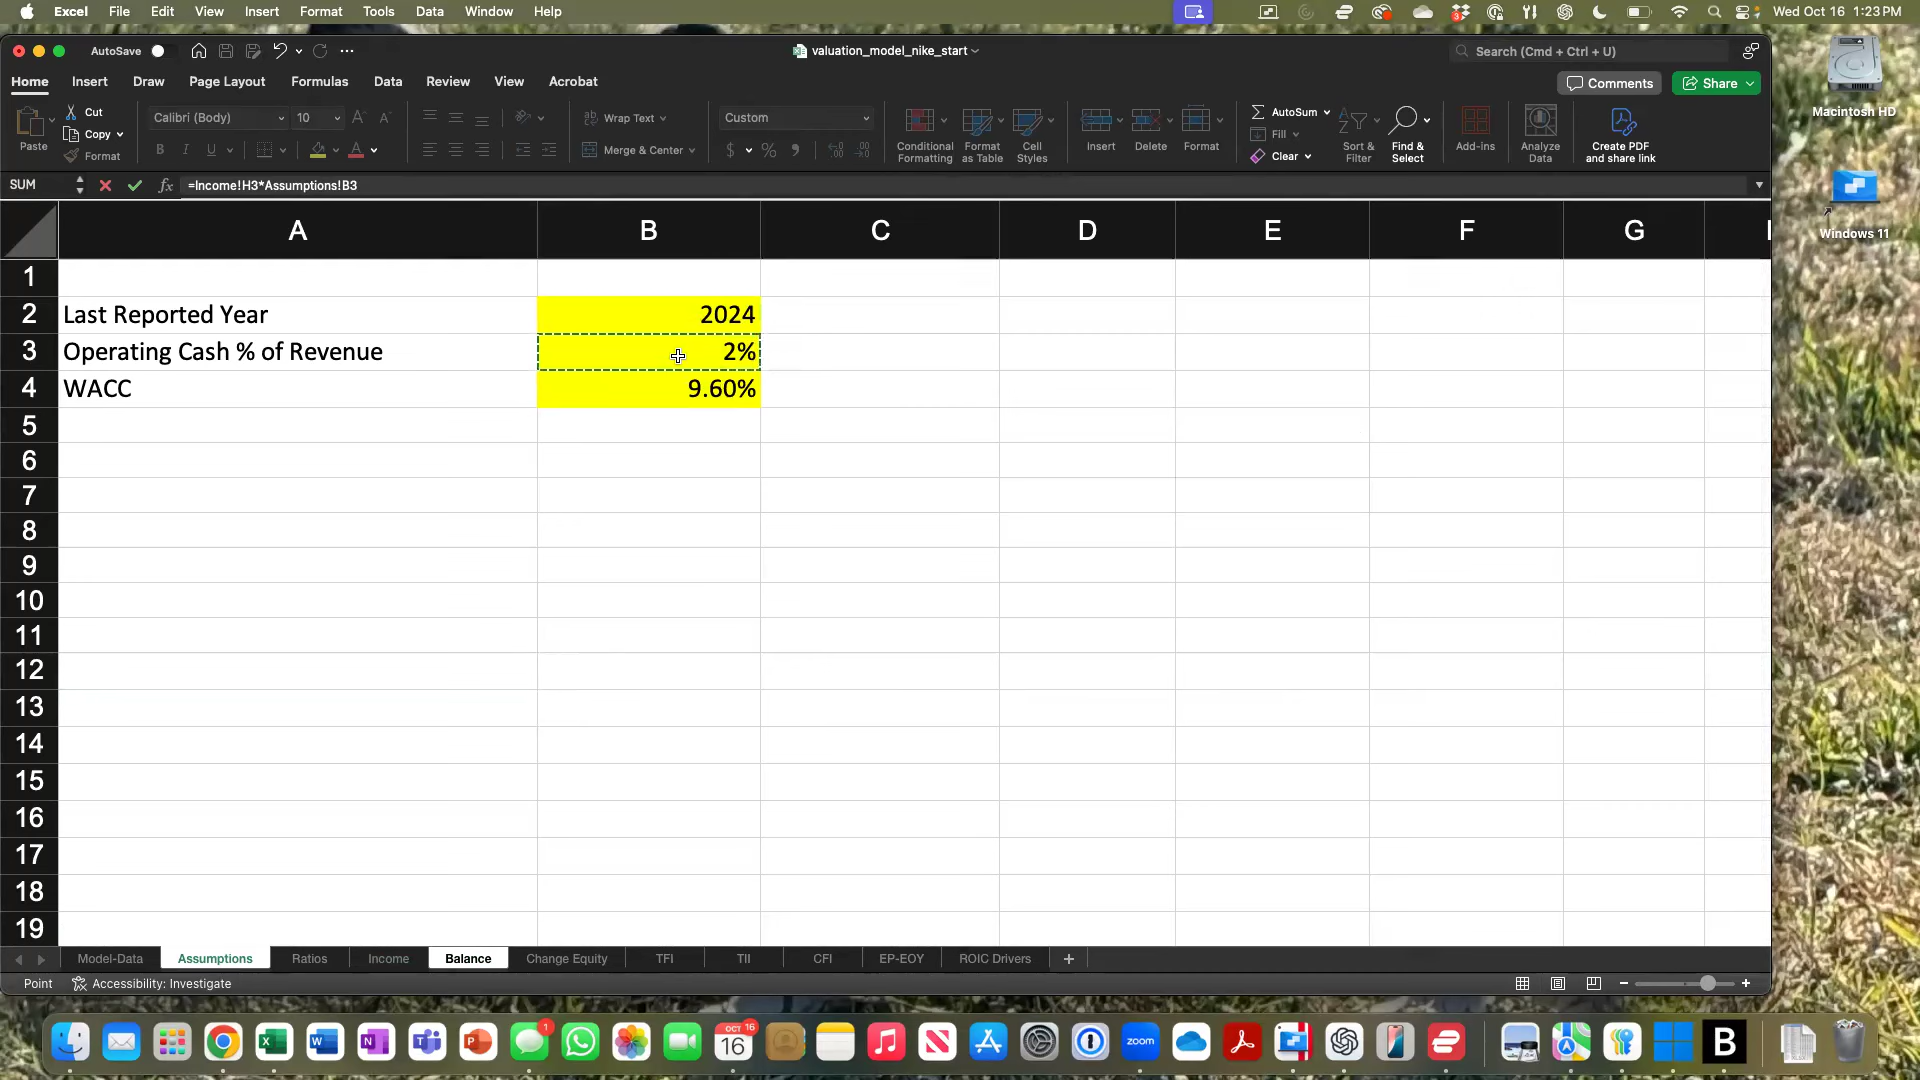 Excel File Edit View Insert Format Tools Data Window Help Wed Oct 16 1:23 PM
AutoSave valuation_model_nike_start Search (Cmd + Ctrl + U)
Home Insert Draw Page Layout Formulas Data Review View Acrobat Comments Share
Paste Cut Copy Format
Calibri (Body) 10
Wrap Text
Merge & Center
Custom
Conditional Formatting
Format as Table
Cell Styles
Insert Delete Format
AutoSum
Fill
Clear
Sort & Filter
Find & Select
Add-ins
Analyze Data
Create PDF and share link
Macintosh HD
Windows 11
SUM fx =Income!H3*Assumptions!B3
A B C D E F G
1
2 Last Reported Year 2024
3 Operating Cash % of Revenue 2%
4 WACC 9.60%
5
6
7
8
9
10
11
12
13
14
15
16
17
18
19
Model-Data Assumptions Ratios Income Balance Change Equity TFI TII CFI EP-EOY ROIC Drivers
Point Accessibility: Investigate
OCT 16
16
1
zoom
B